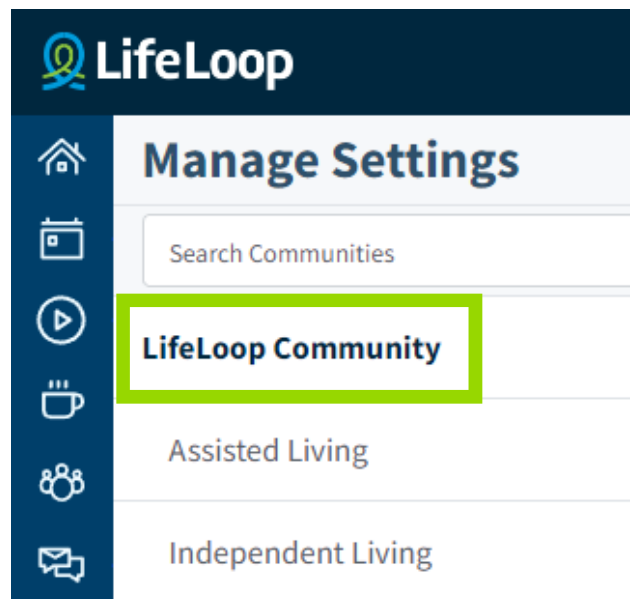 LifeLoop
Manage Settings
Search Communities
LifeLoop Community
Assisted Living
Independent Living